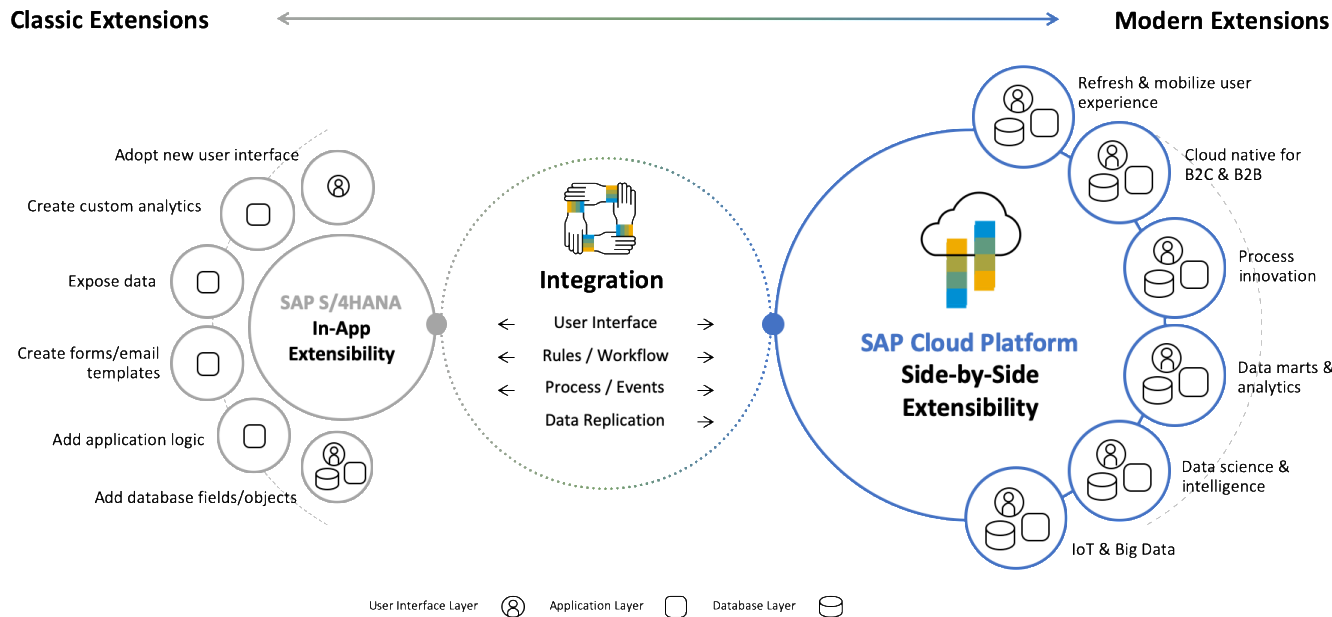 Classic Extensions
Modern Extensions
Adopt new user interface
Create custom analytics
Expose data
Create forms/email
templates
Add application logic
Add database fields/objects
SAP S/4HANA
In-App
Extensibility
Integration
User Interface
Rules / Workflow
Process / Events
Data Replication
SAP Cloud Platform
Side-by-Side
Extensibility
Refresh & mobilize user
experience
Cloud native for
B2C & B2B
Process
innovation
Data marts &
analytics
Data science &
intelligence
IoT & Big Data
User Interface Layer
Application Layer
Database Layer